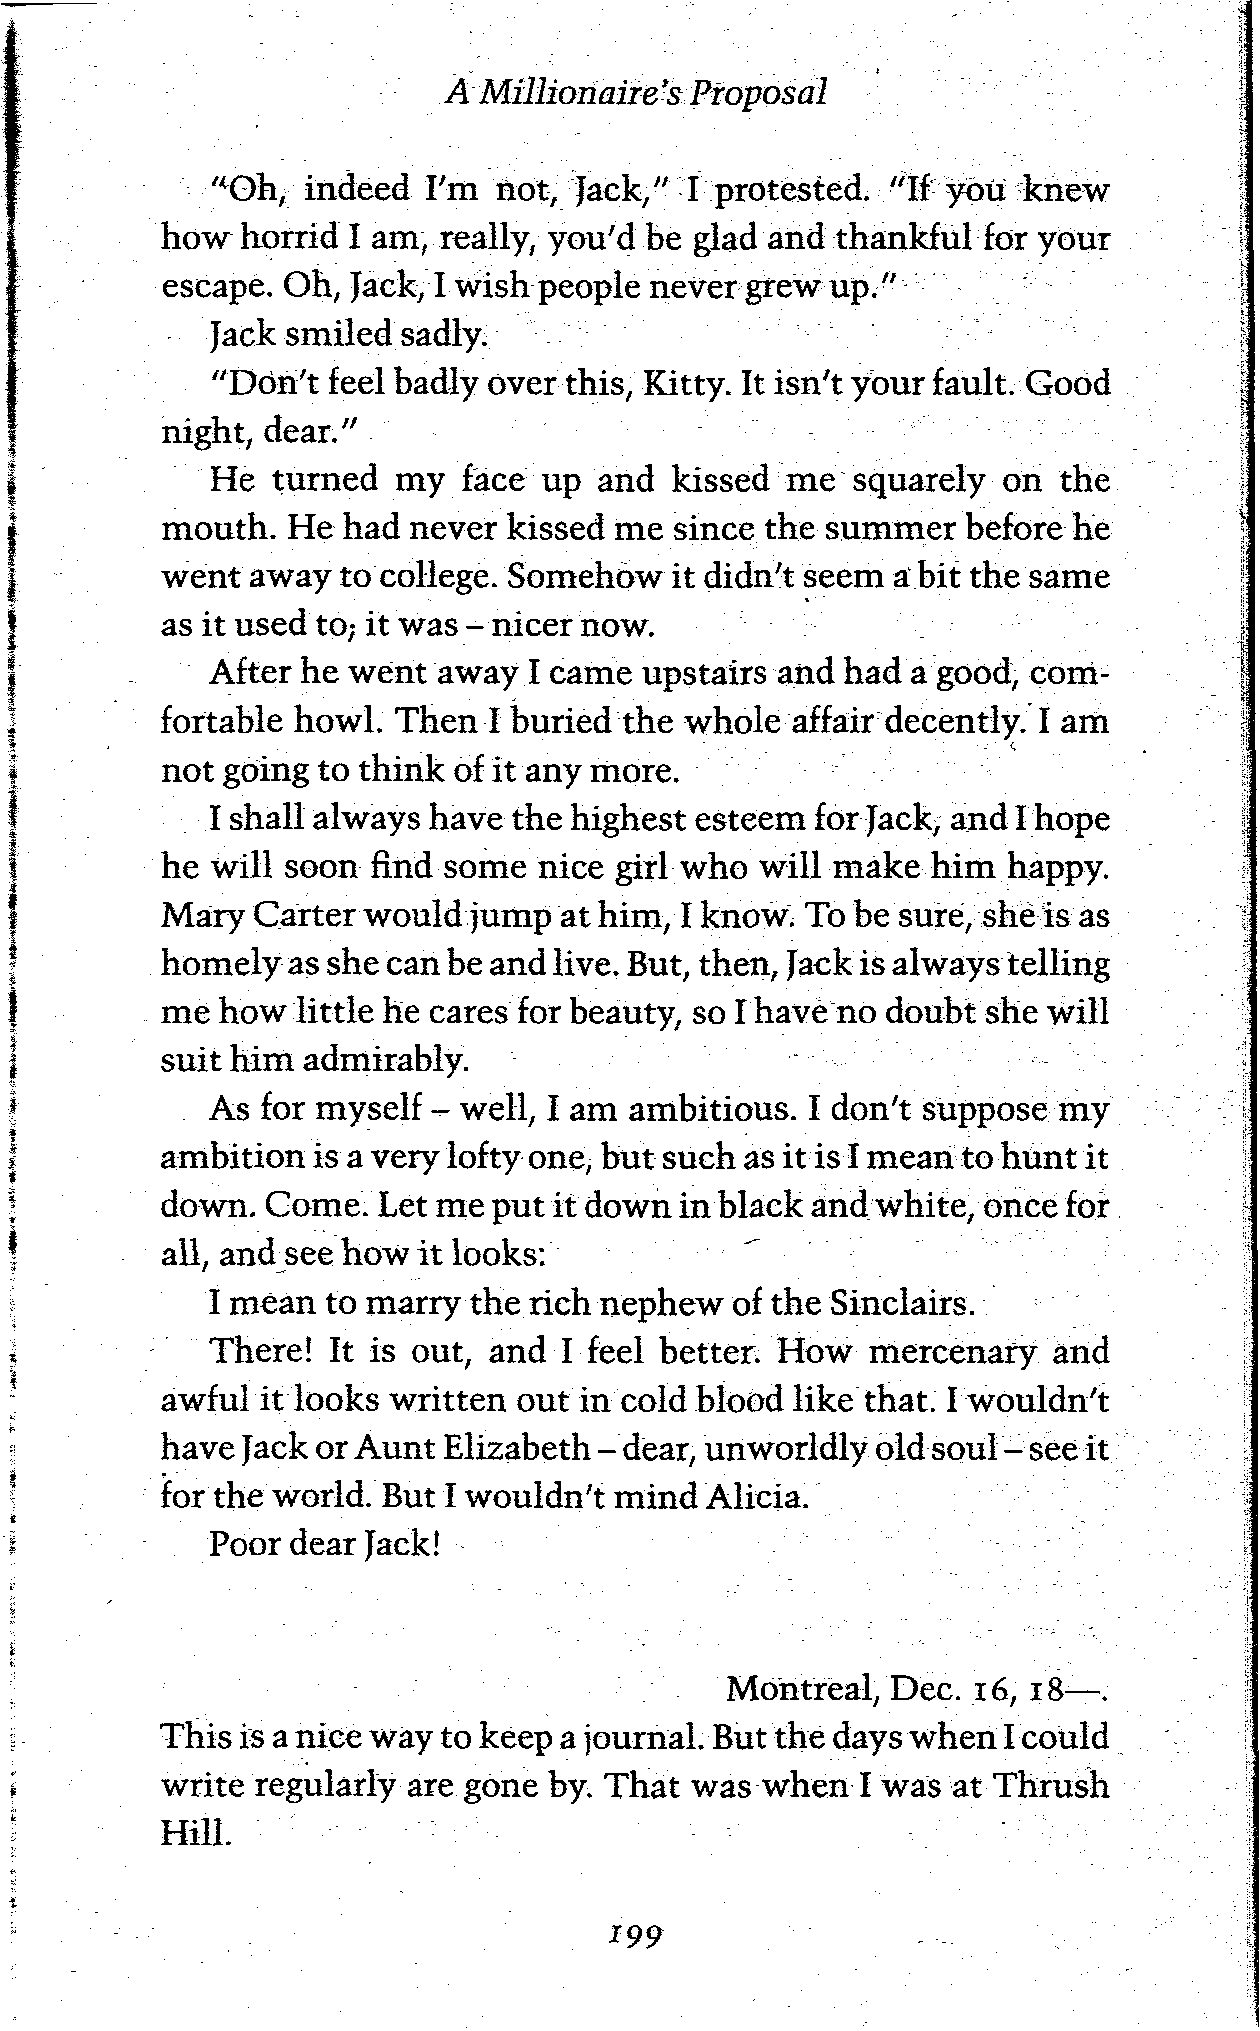 A Millionaire's Proposal
"Oh, indeed I'm not, Jack," I protested. "If you knew
how horrid I am, really, you'd be glad and thankful for your
escape. Oh, Jack, I wish people never grew up."
Jack smiled sadly.
"Don't feel badly over this, Kitty. It isn't your fault. Good
night, dear."
He turned my face up and kissed me squarely on the
mouth. He had never kissed me since the summer before he
went away to college. Somehow it didn't seem a bit the same
as it used to; it was – nicer now.
After he went away I came upstairs and had a good, com-
fortable howl. Then I buried the whole affair decently. I am
not going to think of it any more.
I shall always have the highest esteem for Jack, and I hope
he will soon find some nice girl who will make him happy.
Mary Carter would jump at him, I know. To be sure, she is as
homely as she can be and live. But, then, Jack is always telling
me how little he cares for beauty, so I have no doubt she will
suit him admirably.
As for myself – well, I am ambitious. I don't suppose my
ambition is a very lofty one, but such as it is I mean to hunt it
down. Come. Let me put it down in black and white, once for
all, and see how it looks:
I mean to marry the rich nephew of the Sinclairs.
There! It is out, and I feel better. How mercenary and
awful it looks written out in cold blood like that. I wouldn't
have Jack or Aunt Elizabeth – dear, unworldly old soul – see it
for the world. But I wouldn't mind Alicia.
Poor dear Jack!
Montreal, Dec. 16, 18—.
This is a nice way to keep a journal. But the days when I could
write regularly are gone by. That was when I was at Thrush
Hill.
199